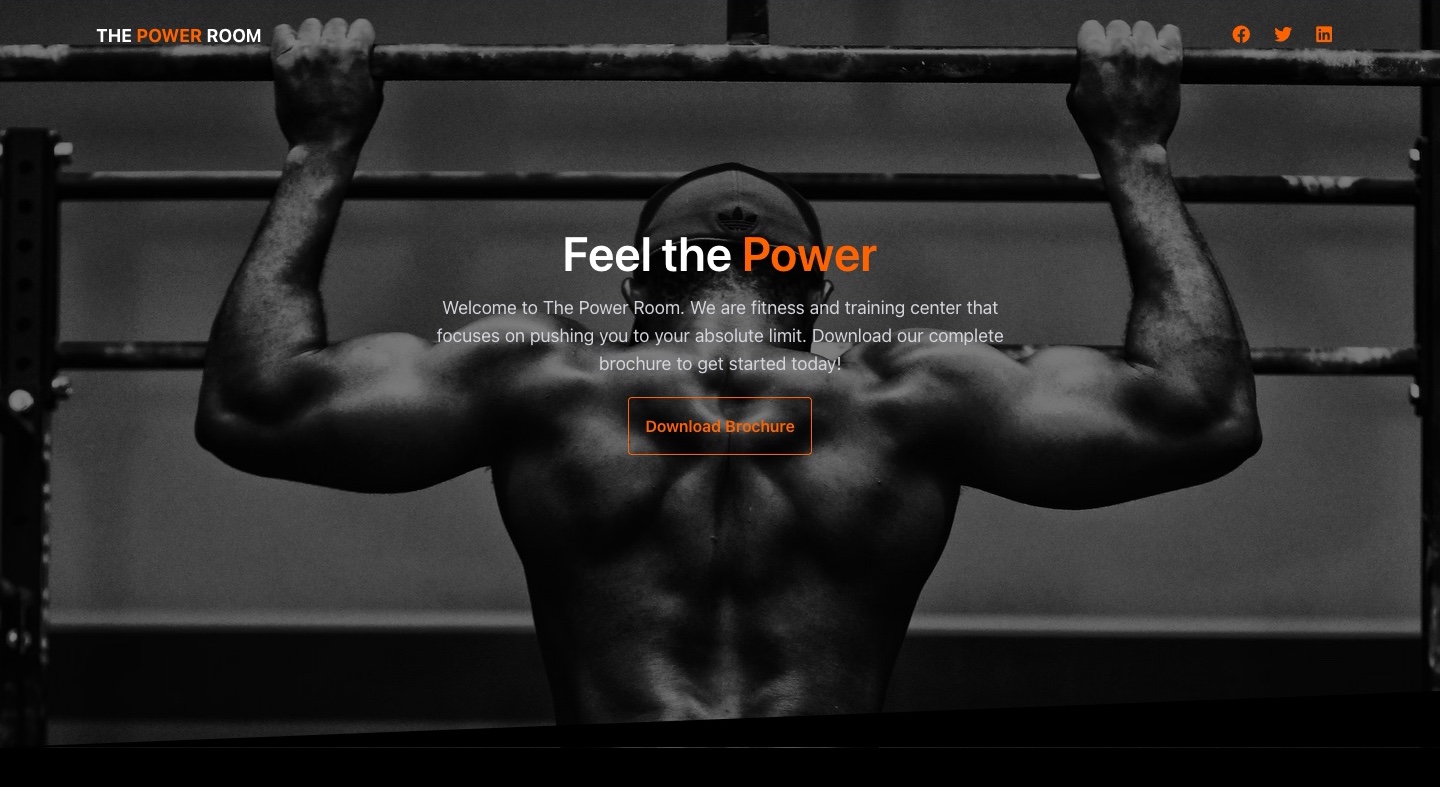 THE POWER ROOM
Feel the Power
Welcome to The Power Room. We are fitness and training center that
focuses on pushing you to your absolute limit. Download our complete
brochure to get started today!
Download Brochure